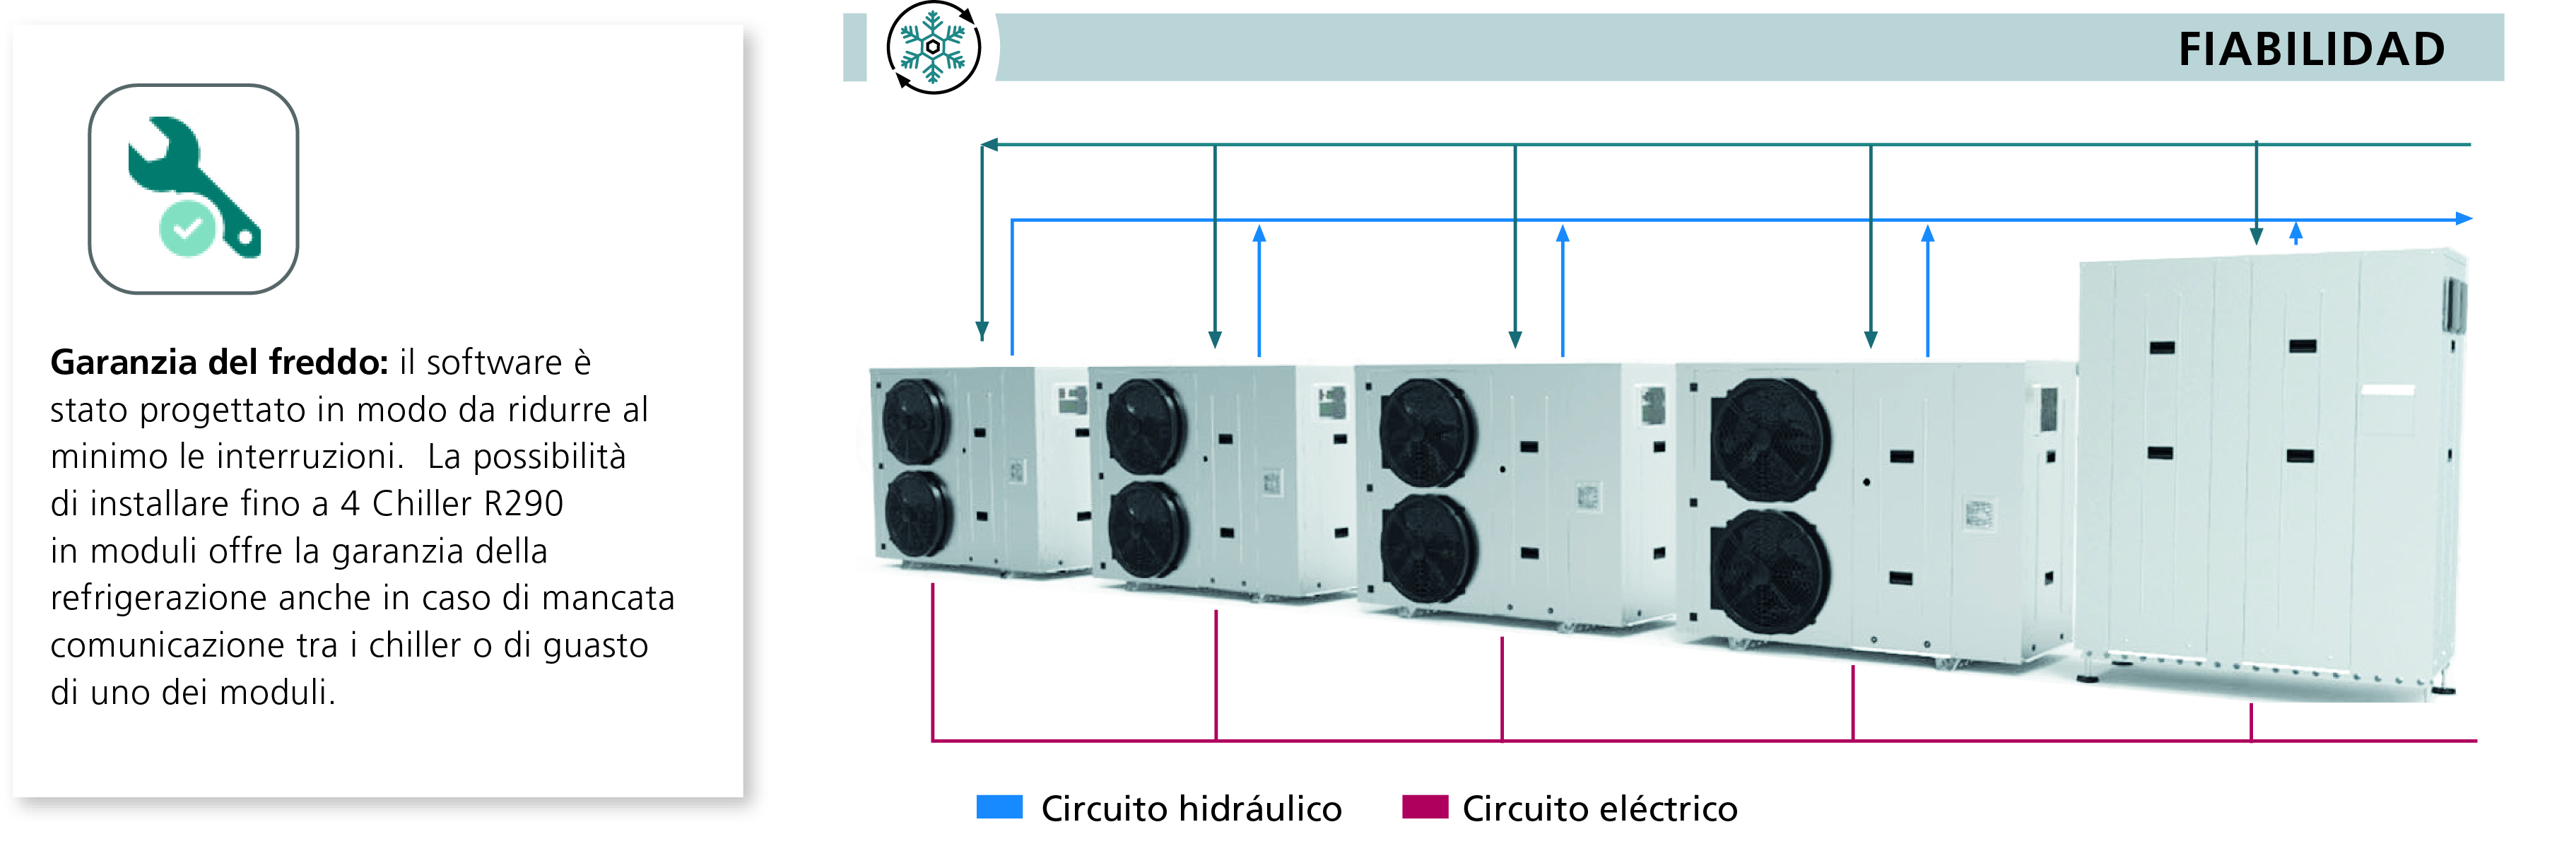 Garanzia del freddo: il software è
stato progettato in modo da ridurre al
minimo le interruzioni.  La possibilità
di installare fino a 4 Chiller R290
in moduli offre la garanzia della
refrigerazione anche in caso di mancata
comunicazione tra i chiller o di guasto
di uno dei moduli.
FIABILIDAD
Circuito hidráulico
Circuito eléctrico